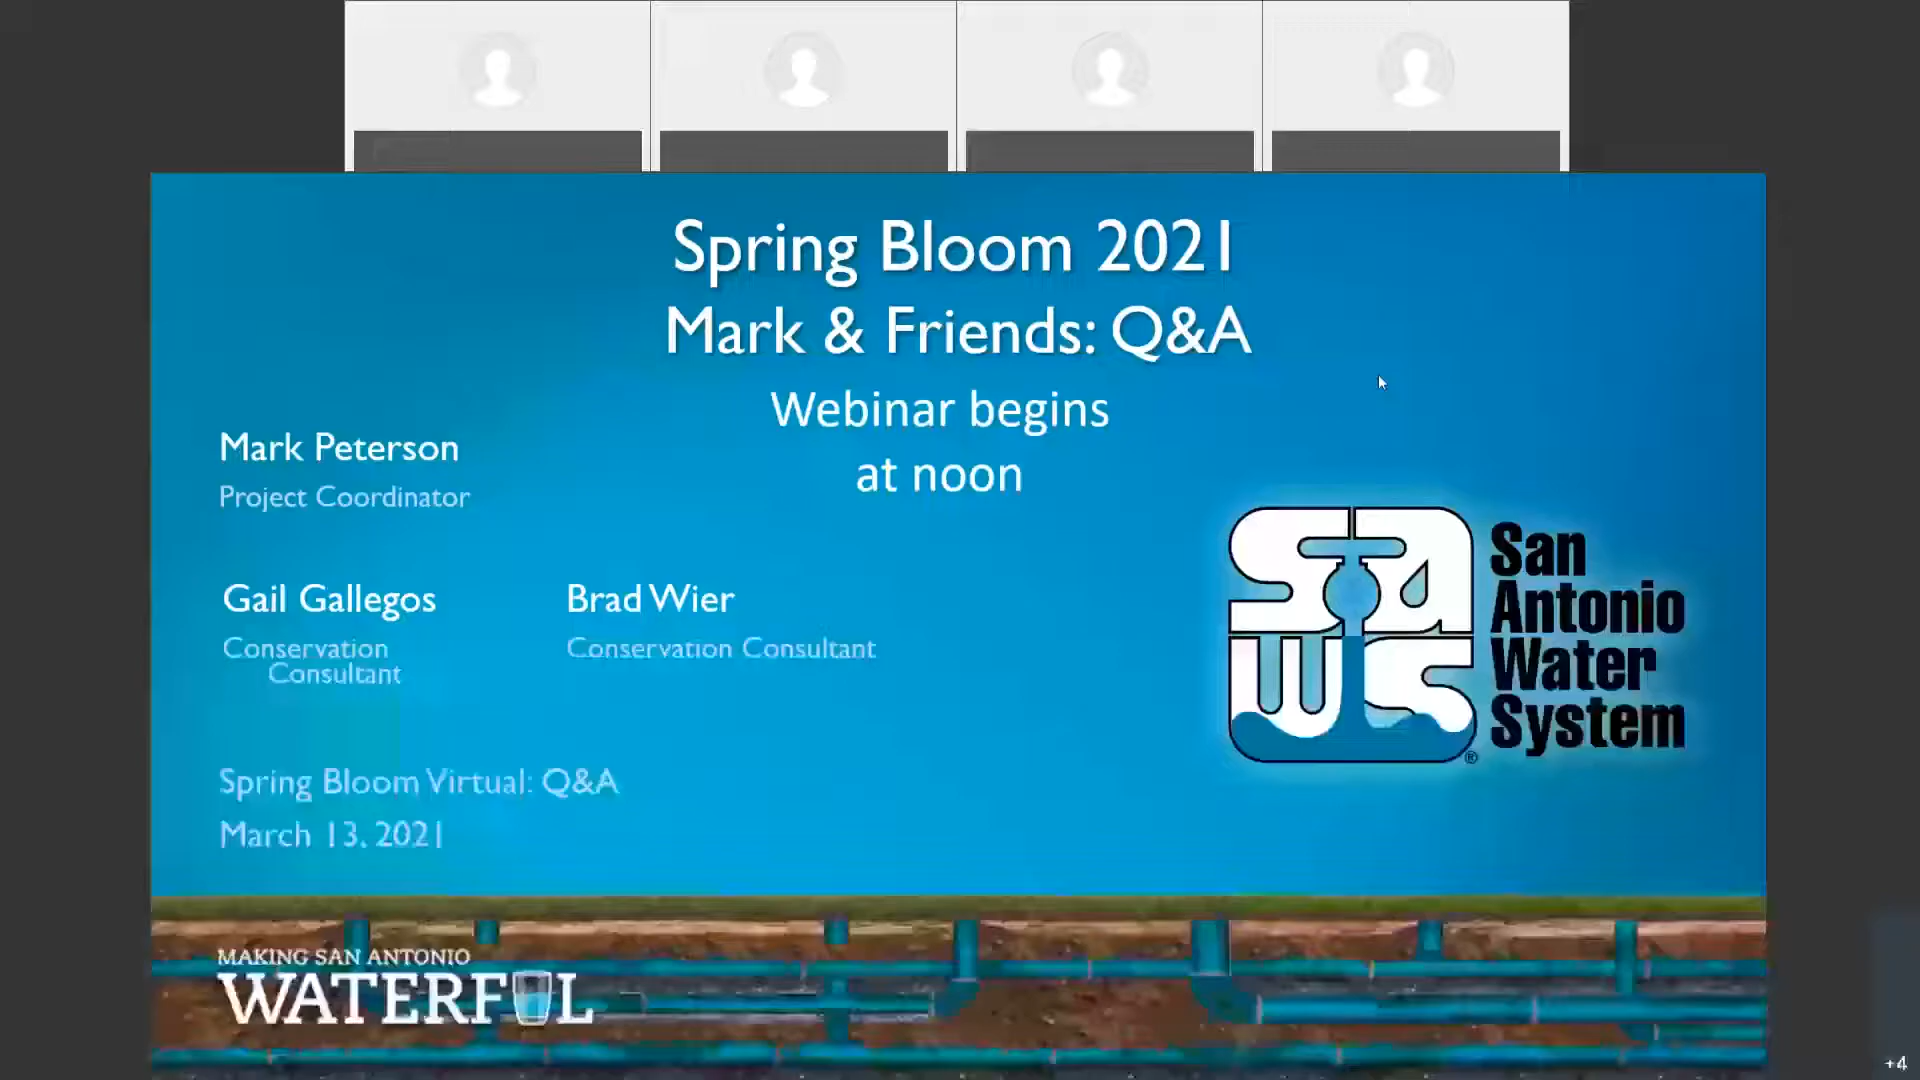 Spring Bloom 2021
Mark & Friends: Q&A
Webinar begins
at noon
Mark Peterson
Project Coordinator
Gail Gallegos
Conservation
Consultant
Brad Wier
Conservation Consultant
SAWS
San
Antonio
Water
System
®
Spring Bloom Virtual: Q&A
March 13, 2021
MAKING SAN ANTONIO
WATERFUL
+4